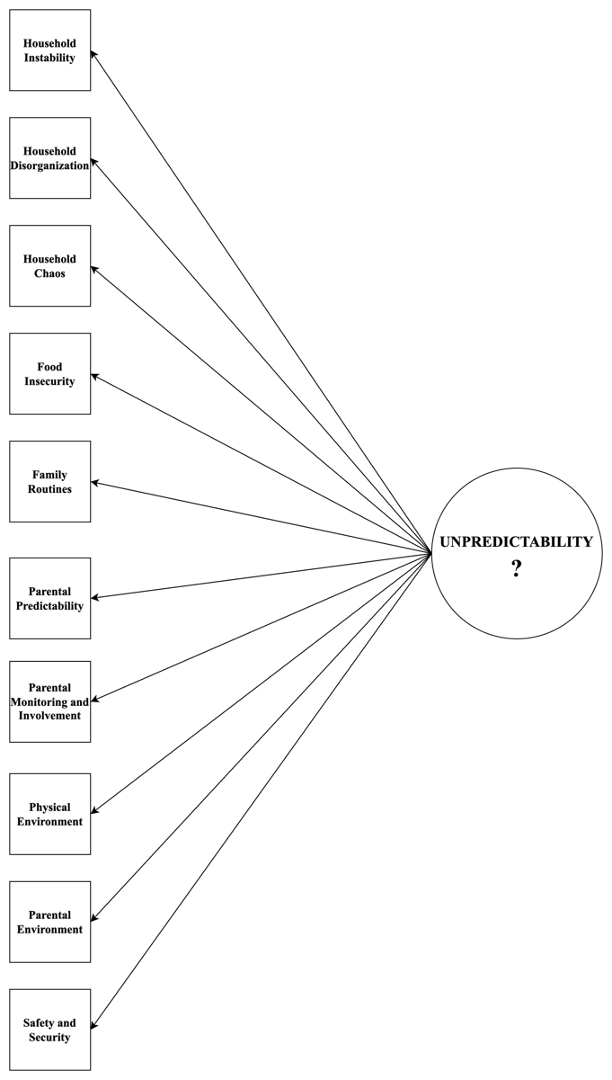 Household
Instability
Household
Disorganization
Household
Chaos
Food
Insecurity
Family
Routines
UNPREDICTABILITY
?
Parental
Predictability
Parental
Monitoring and
Involvement
Physical
Environment
Parental
Environment
Safety and
Security